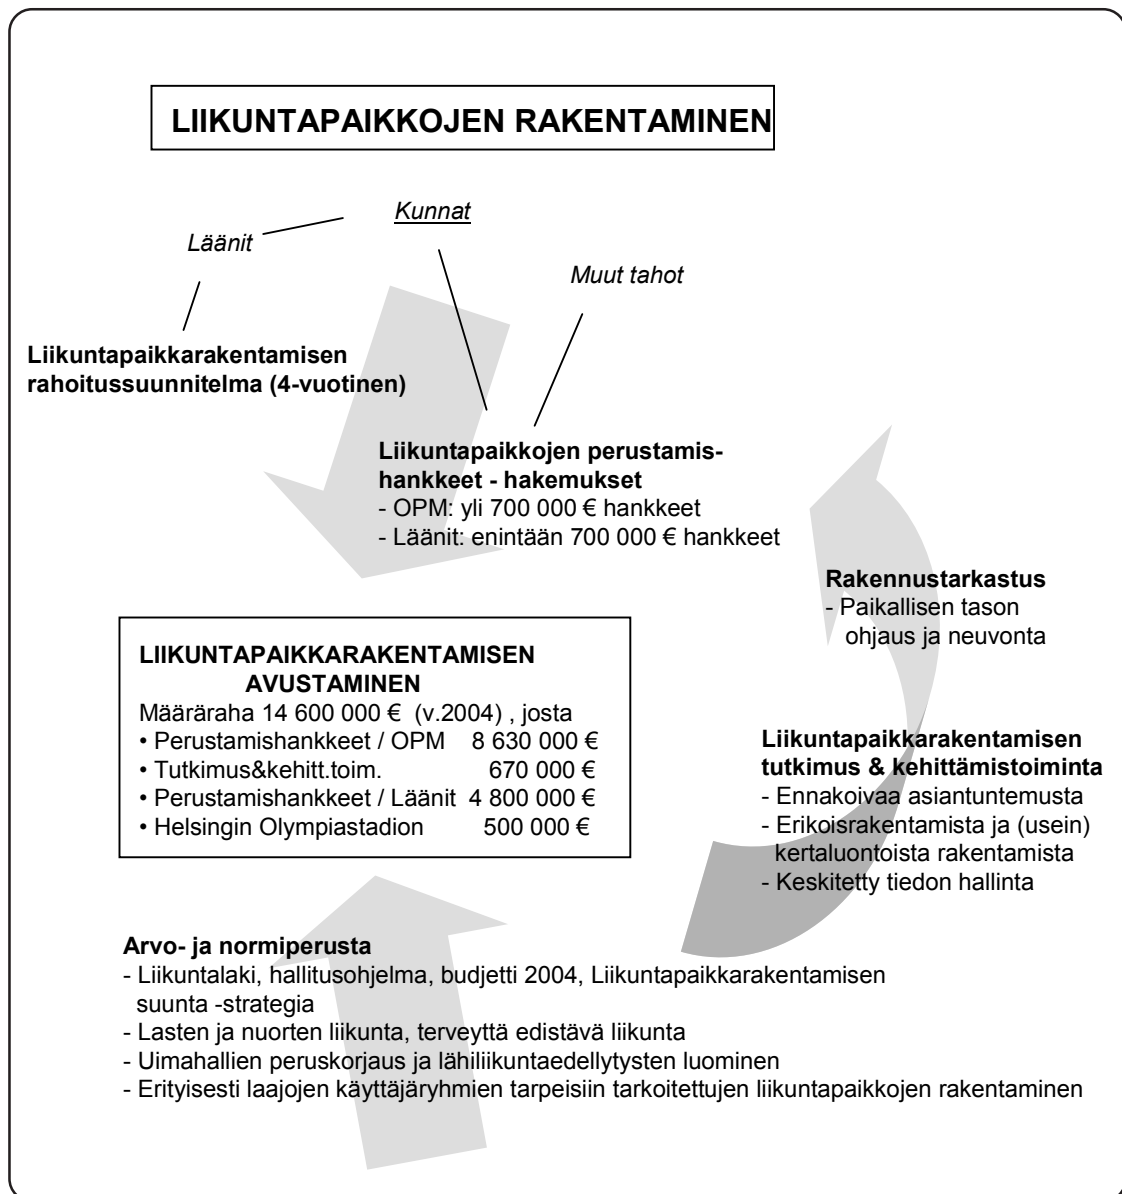 LIIKUNTAPAIKKOJEN RAKENTAMINEN
Kunnat
Läänit
Muut tahot
Liikuntapaikkarakentamisen
rahoitussuunnitelma (4-vuotinen)
Liikuntapaikkojen perustamis-
hankkeet - hakemukset
- OPM: yli 700 000 € hankkeet
- Läänit: enintään 700 000 € hankkeet
Rakennustarkastus
- Paikallisen tason
ohjaus ja neuvonta
LIIKUNTAPAIKKARAKENTAMISEN
AVUSTAMINEN
Määräraha 14 600 000 € (v.2004) , josta
• Perustamishankkeet / OPM 8 630 000 €
• Tutkimus&kehitt.toim. 670 000 €
• Perustamishankkeet / Läänit 4 800 000 €
• Helsingin Olympiastadion 500 000 €
Liikuntapaikkarakentamisen
tutkimus & kehittämistoiminta
- Ennakoivaa asiantuntemusta
- Erikoisrakentamista ja (usein)
kertaluontoista rakentamista
- Keskitetty tiedon hallinta
Arvo- ja normiperusta
- Liikuntalaki, hallitusohjelma, budjetti 2004, Liikuntapaikkarakentamisen
suunta -strategia
- Lasten ja nuorten liikunta, terveyttä edistävä liikunta
- Uimahallien peruskorjaus ja lähiliikuntaedellytysten luominen
- Erityisesti laajojen käyttäjäryhmien tarpeisiin tarkoitettujen liikuntapaikkojen rakentaminen